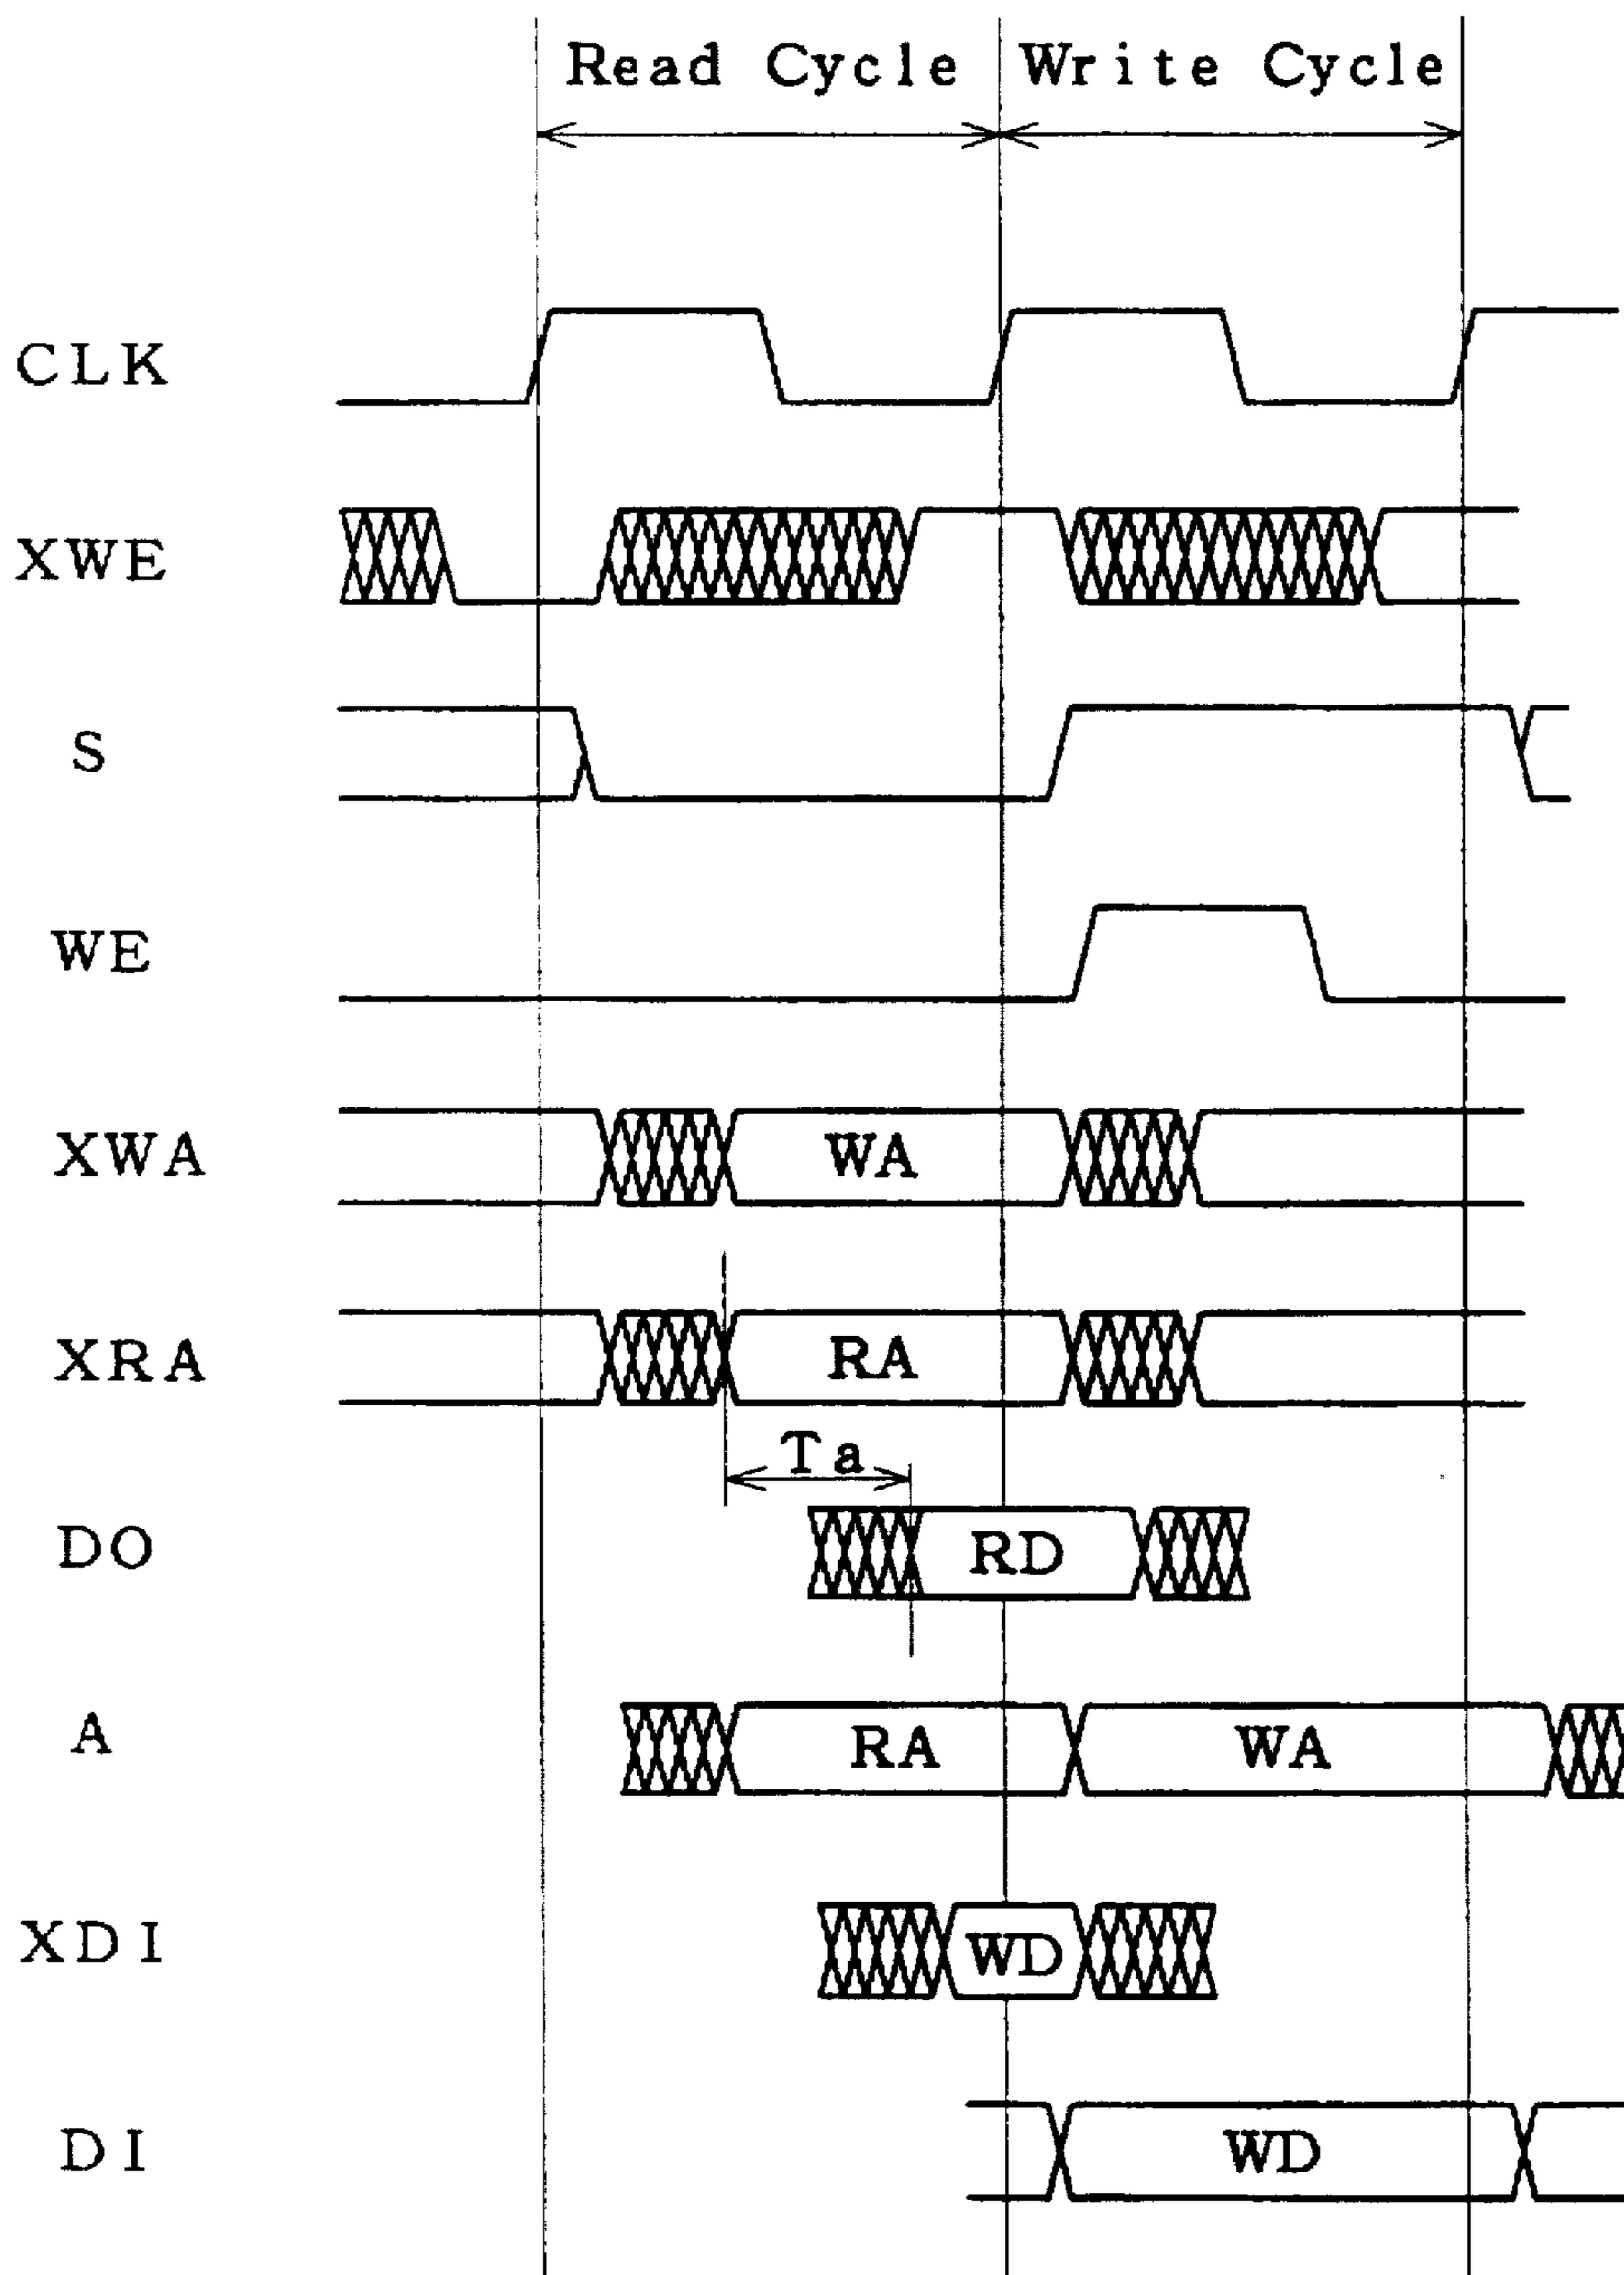 Read Cycle Write Cycle
CLK
XWE
S
WE
XWA WA
XRA RA
Ta
DO RD
A RA WA
XDI WD
DI WD